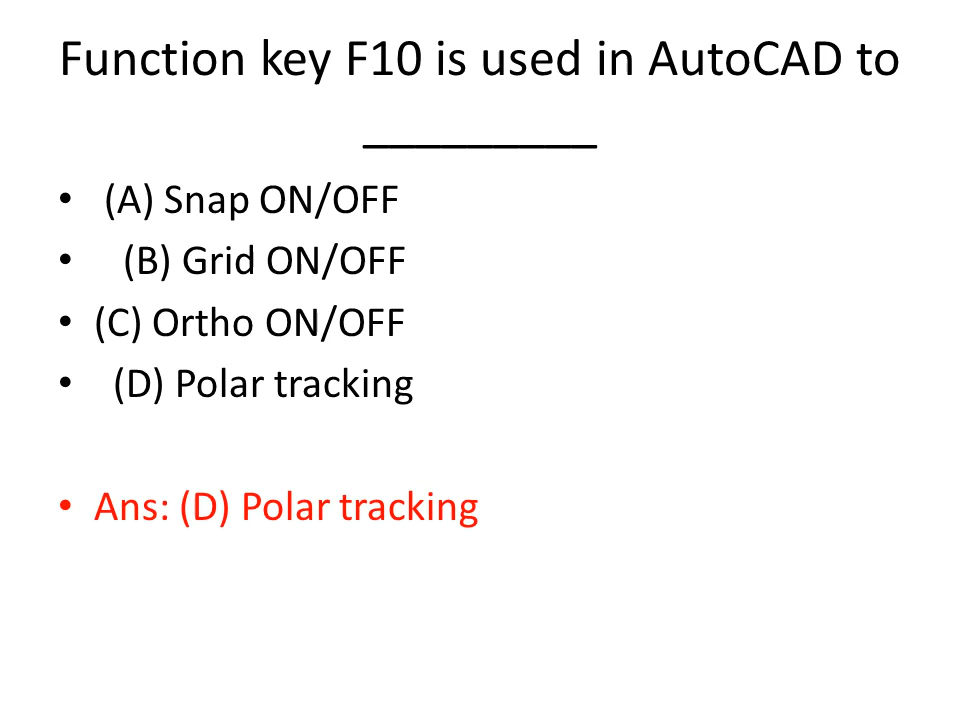 Function key F10 is used in AutoCAD to
_________
• (A) Snap ON/OFF
• (B) Grid ON/OFF
• (C) Ortho ON/OFF
• (D) Polar tracking
• Ans: (D) Polar tracking